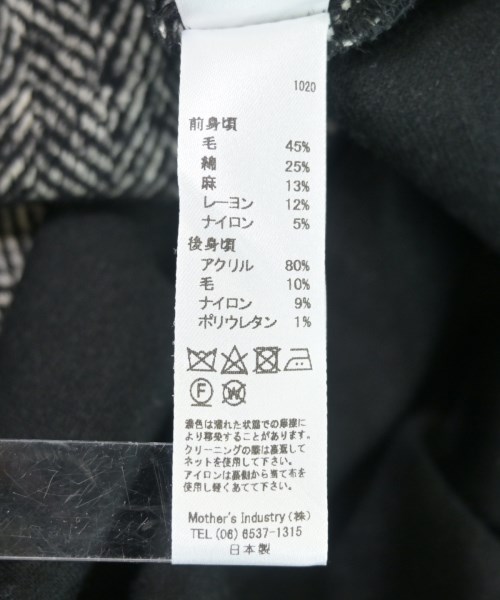 1020
前身頃
毛 45%
綿 25%
麻 13%
レーヨン 12%
ナイロン 5%
後身頃
アクリル 80%
毛 10%
ナイロン 9%
ポリウレタン 1%
F W
濃色は濡れた状態での摩擦に
より移染する事があります。
クリーニングの際は裏返して
ネットを使用して下さい。
アイロンは裏側から当て布を
使用し軽くあてて下さい。
Mother's Industry (株)
TEL (06) 6537-1315
日本製